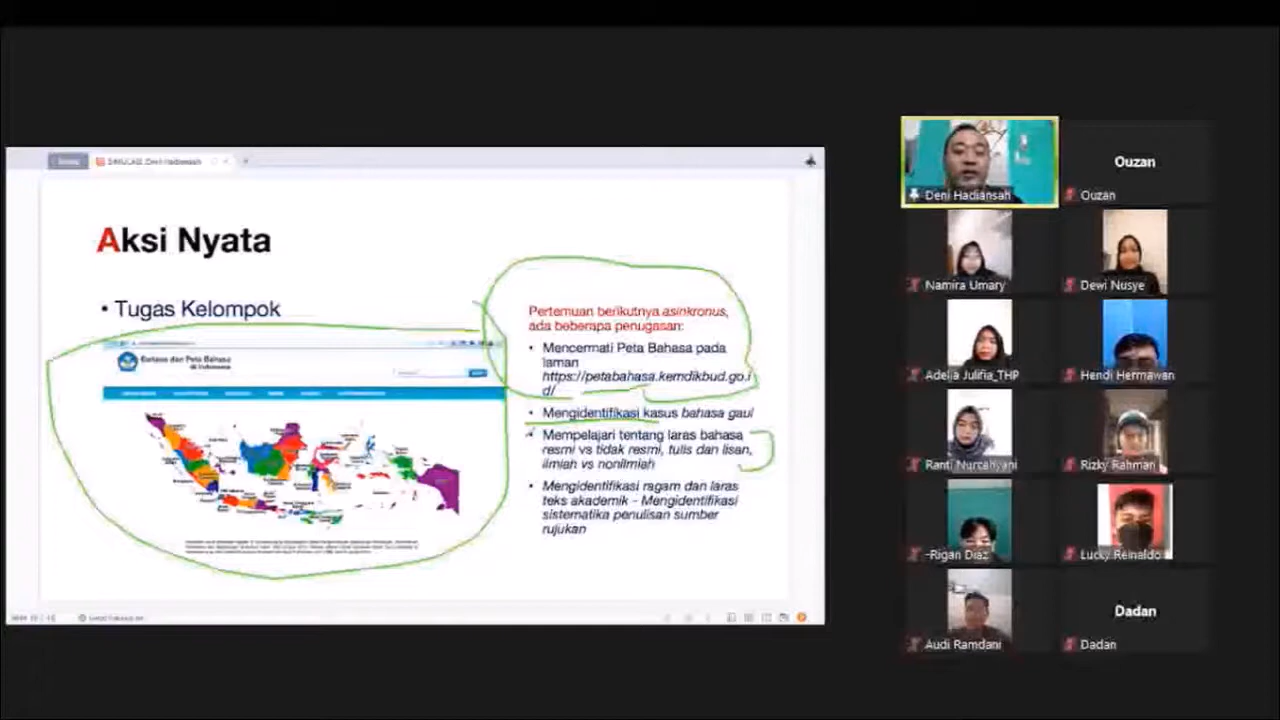 SIMULASI_Deni Hadiansah
Aksi Nyata
• Tugas Kelompok
Bahasa dan Peta Bahasa
di Indonesia
Pertemuan berikutnya asinkronus,
ada beberapa penugasan:
• Mencermati Peta Bahasa pada
laman
https://petabahasa.kemdikbud.go.i
d/
• Mengidentifikasi kasus bahasa gaul
• Mempelajari tentang laras bahasa
resmi vs tidak resmi, tulis dan lisan,
ilmiah vs nonilmiah
• Mengidentifikasi ragam dan laras
teks akademik - Mengidentifikasi
sistematika penulisan sumber
rujukan
Deni Hadiansah
Ouzan
Ouzan
Namira Umary
Dewi Nusye
Adelia Julifia_THP
Hendi Hermawan
Ranti Nurcahyani
Rizky Rahman
-Rigan Diaz
Lucky Reinaldo
Audi Ramdani
Dadan
Dadan